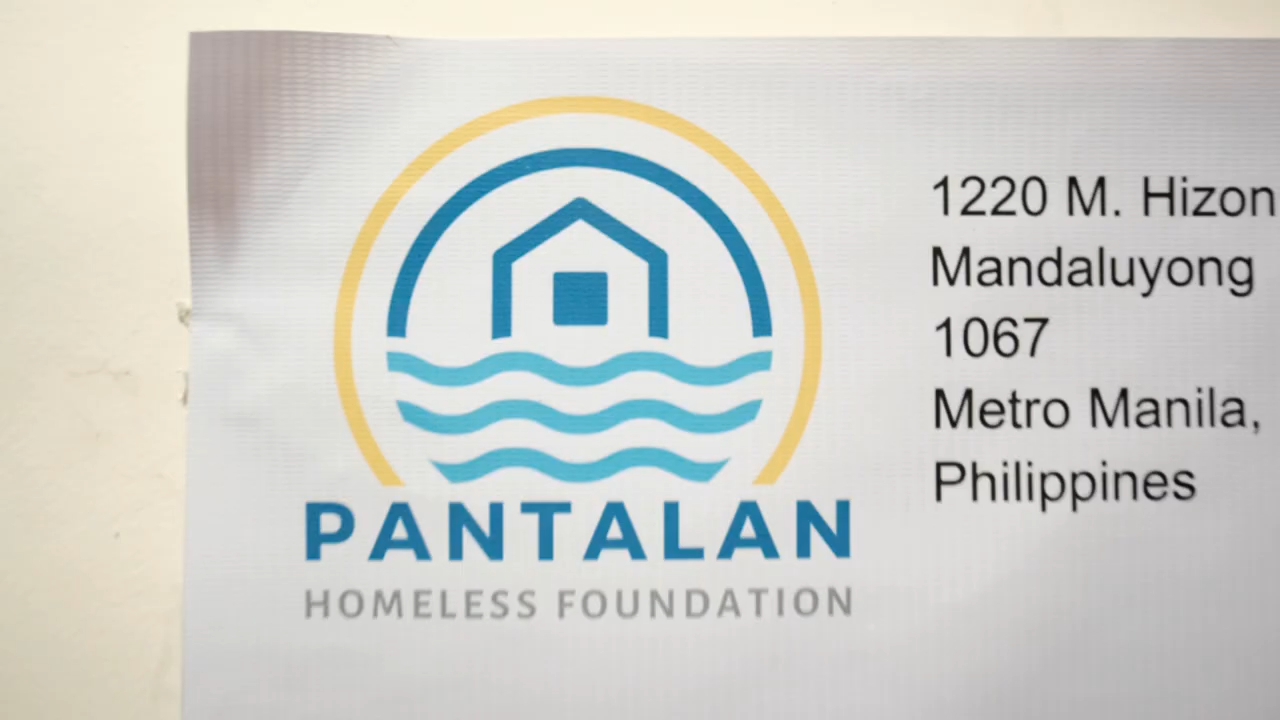 1220 M. Hizon
Mandaluyong
1067
Metro Manila,
Philippines
PANTALAN
HOMELESS FOUNDATION